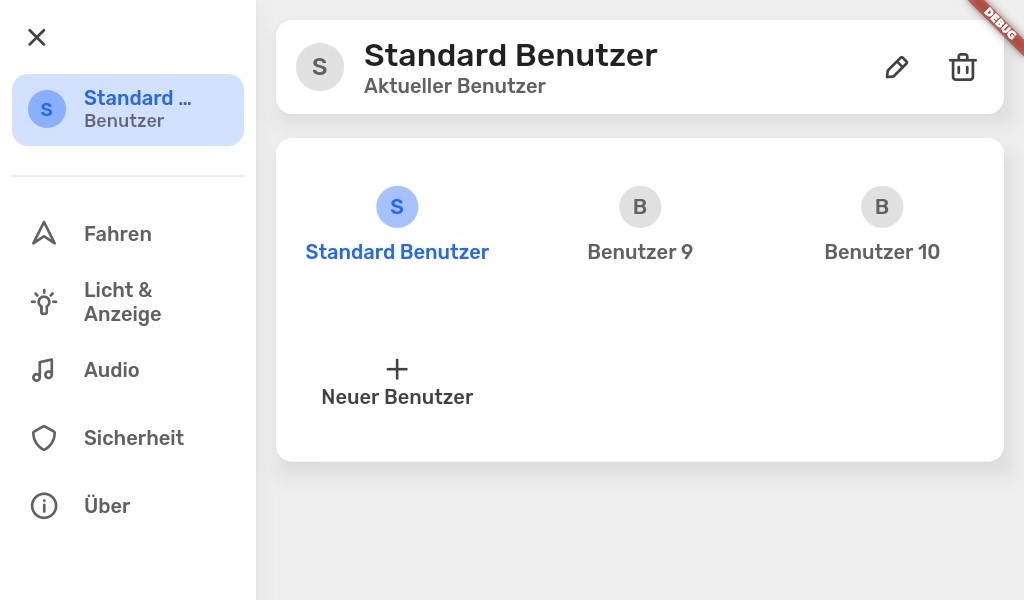 S
Standard ...
Benutzer
Fahren
Licht &
Anzeige
Audio
Sicherheit
Über
S
Standard Benutzer
Aktueller Benutzer
DEBUG
S
B
B
Standard Benutzer
Benutzer 9
Benutzer 10
Neuer Benutzer